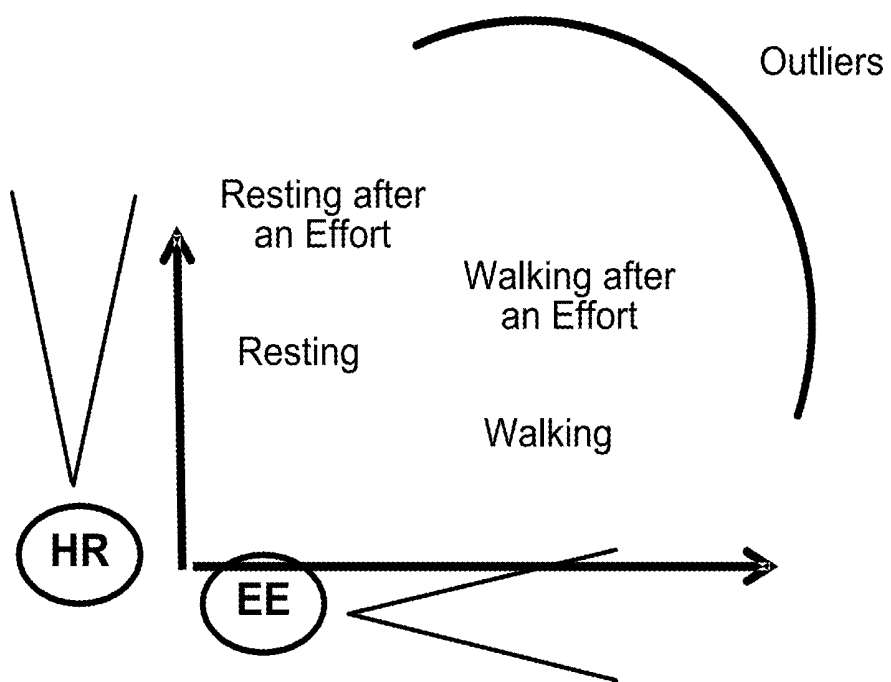 Outliers
Resting after
an Effort
Walking after
an Effort
Resting
Walking
HR
EE